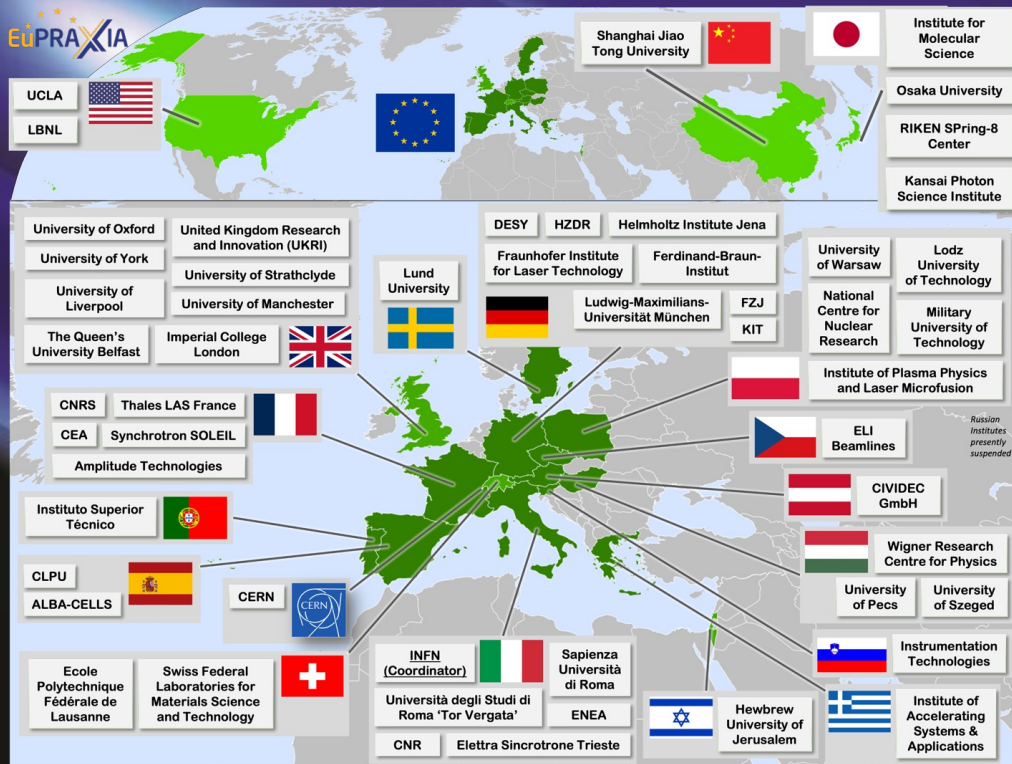 EuPRAXIA
UCLA
LBNL
Shanghai Jiao
Tong University
Institute for
Molecular
Science
Osaka University
RIKEN SPring-8
Center
Kansai Photon
Science Institute
University of Oxford
University of York
University of
Liverpool
The Queen's
University Belfast
United Kingdom Research
and Innovation (UKRI)
University of Strathclyde
University of Manchester
Imperial College
London
Lund
University
DESY
HZDR
Helmholtz Institute Jena
Fraunhofer Institute
for Laser Technology
Ferdinand-Braun-
Institut
Ludwig-Maximilians-
Universität München
FZJ
KIT
University
of Warsaw
Lodz
University
of Technology
National
Centre for
Nuclear
Research
Military
University of
Technology
Institute of Plasma Physics
and Laser Microfusion
CNRS
Thales LAS France
CEA
Synchrotron SOLEIL
Amplitude Technologies
ELI
Beamlines
Russian
Institutes
presently
suspended
CIVIDEC
GmbH
Instituto Superior
Técnico
Wigner Research
Centre for Physics
University
of Pecs
University
of Szeged
CLPU
ALBA-CELLS
CERN
CERN
Instrumentation
Technologies
Ecole
Polytechnique
Fédérale de
Lausanne
Swiss Federal
Laboratories for
Materials Science
and Technology
INFN
(Coordinator)
Sapienza
Università
di Roma
Università degli Studi di
Roma 'Tor Vergata'
ENEA
CNR
Elettra Sincrotrone Trieste
Hewbrew
University of
Jerusalem
Institute of
Accelerating
Systems &
Applications